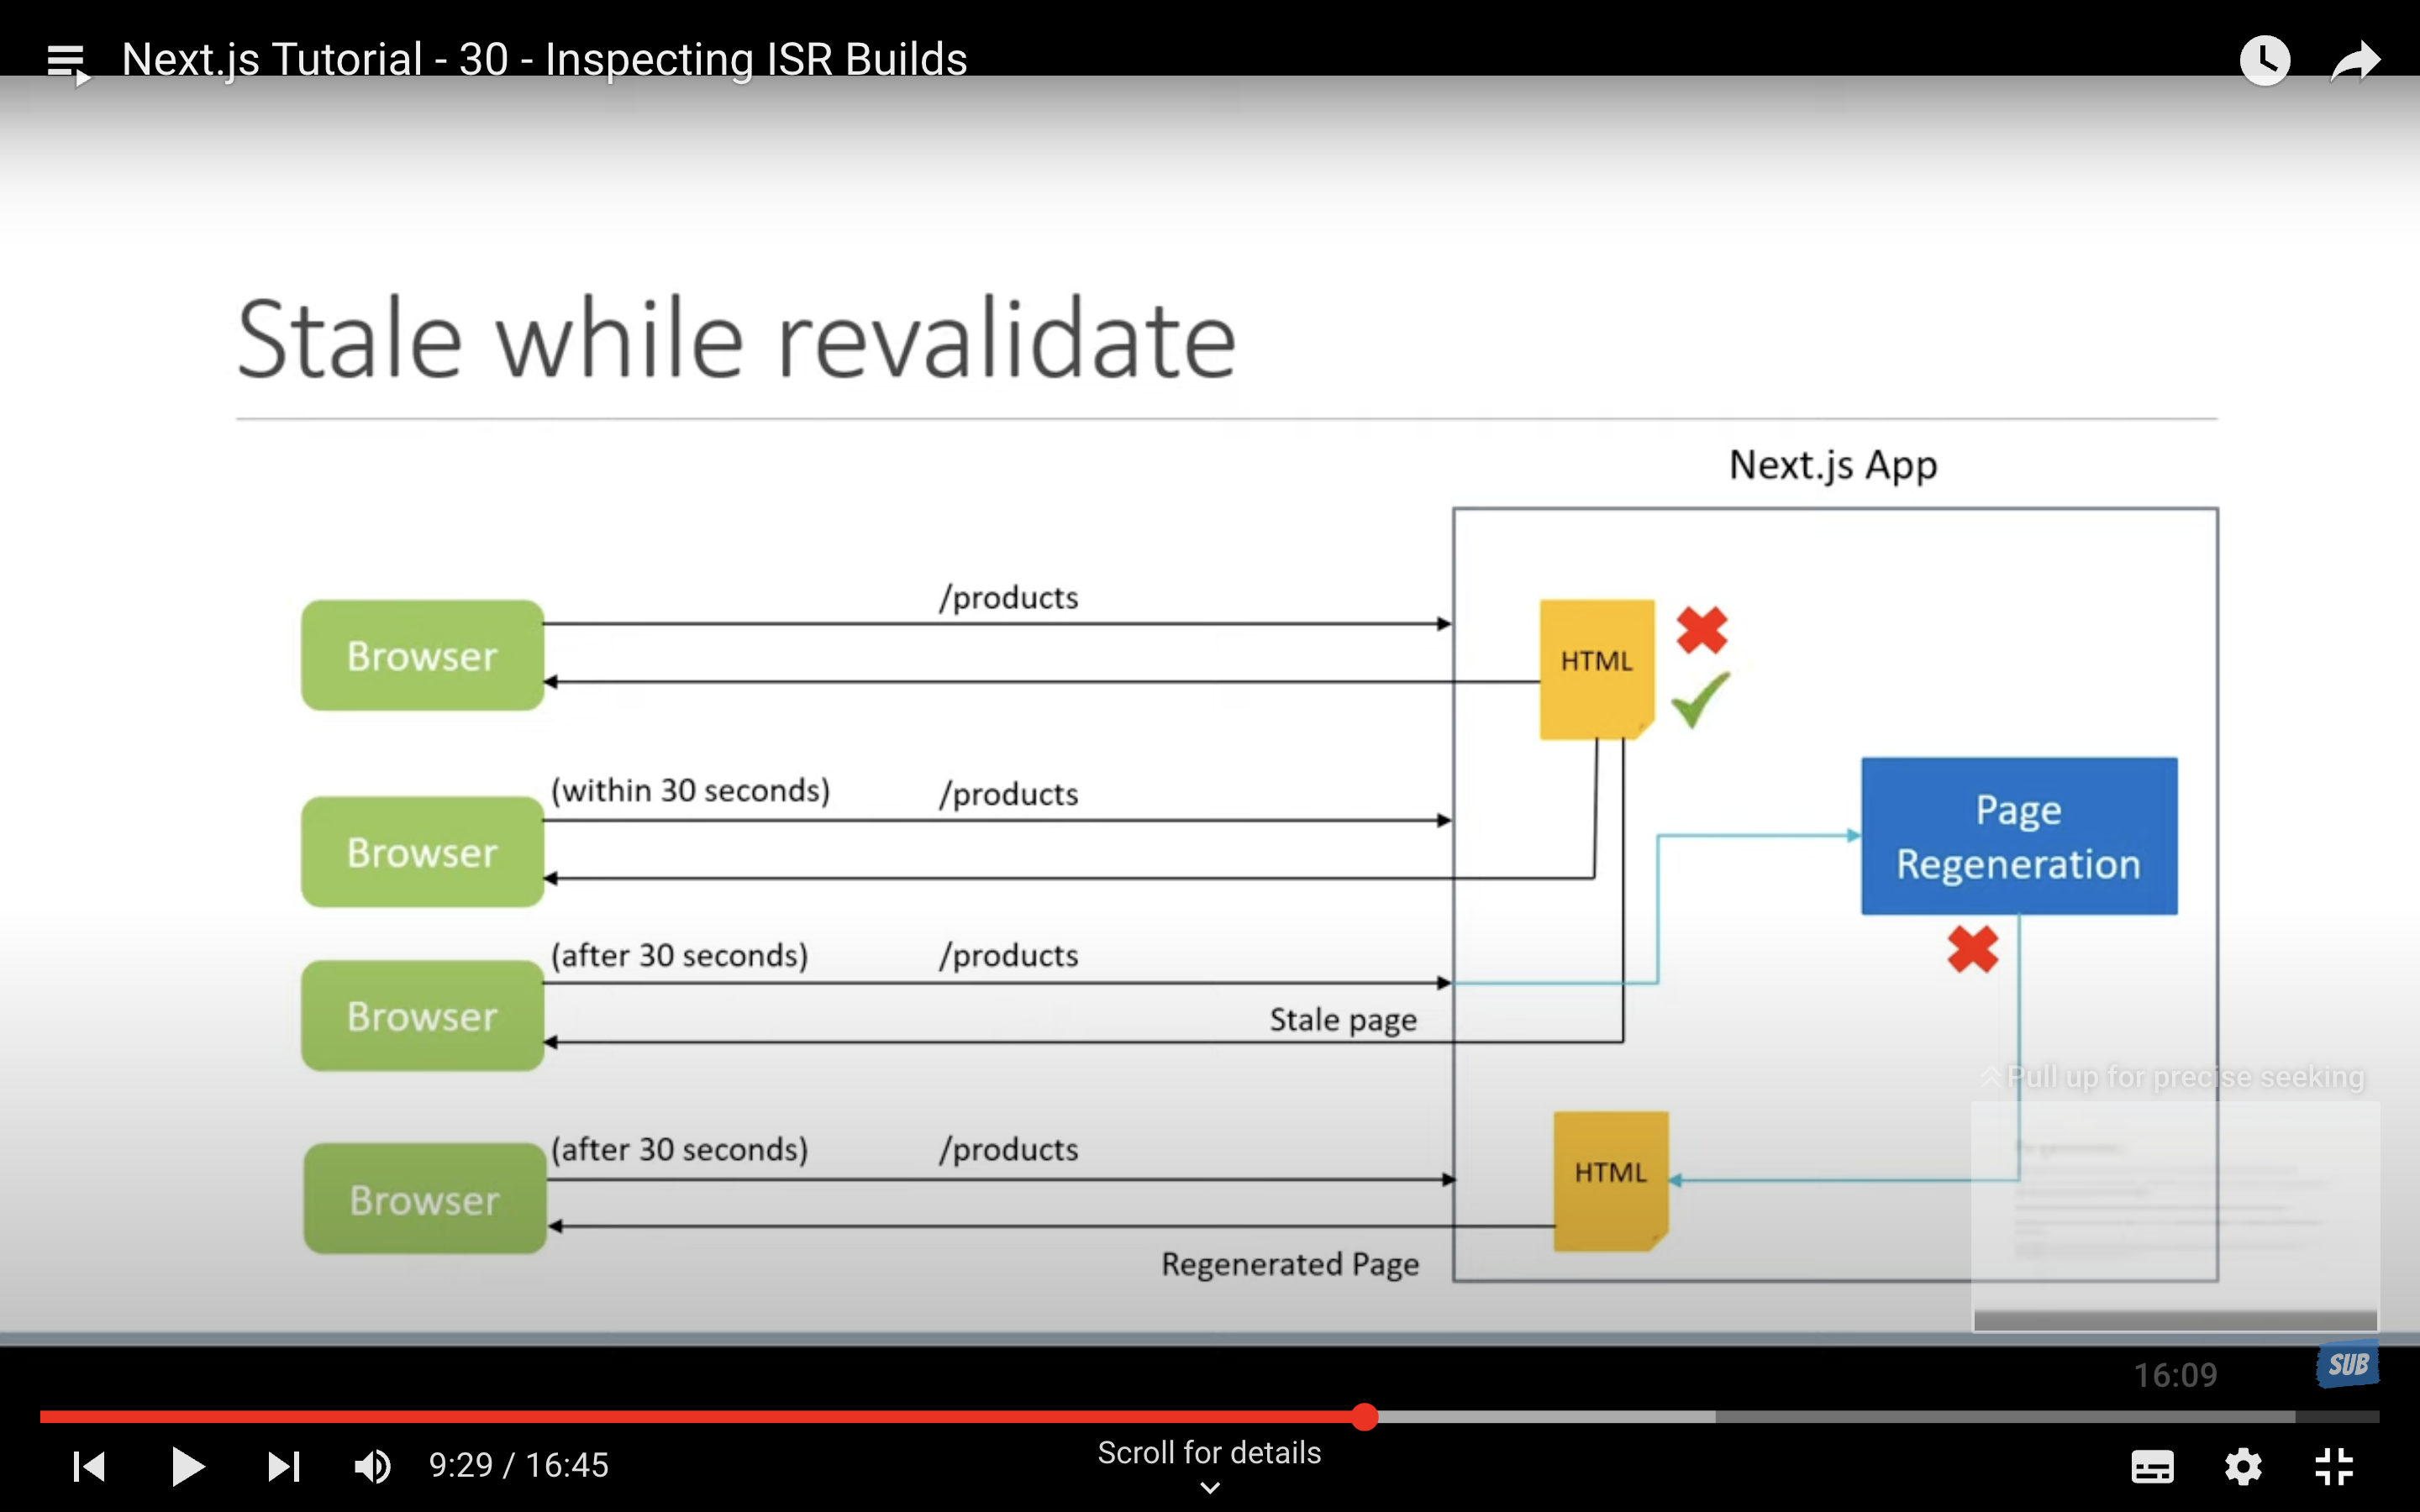 Next.js Tutorial - 30 - Inspecting ISR Builds
Stale while revalidate
Next.js App
/products
Browser
HTML
(within 30 seconds) /products
Browser
Page
Regeneration
(after 30 seconds) /products
Browser
Stale page
Pull up for precise seeking
(after 30 seconds) /products
Browser
HTML
Regenerated Page
16:09
SUB
9:29 / 16:45
Scroll for details